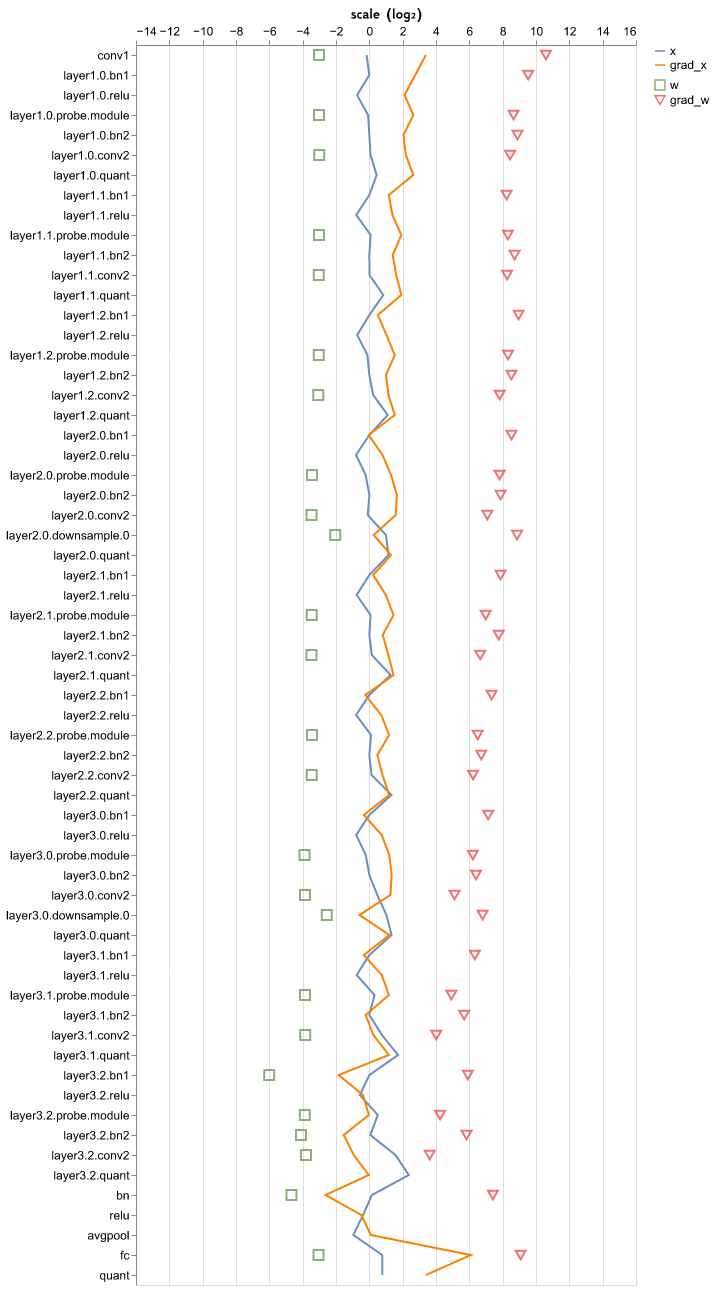 scale (log₂)
−14 −12 −10 −8 −6 −4 −2 0 2 4 6 8 10 12 14 16
x
grad_x
w
grad_w
conv1
layer1.0.bn1
layer1.0.relu
layer1.0.probe.module
layer1.0.bn2
layer1.0.conv2
layer1.0.quant
layer1.1.bn1
layer1.1.relu
layer1.1.probe.module
layer1.1.bn2
layer1.1.conv2
layer1.1.quant
layer1.2.bn1
layer1.2.relu
layer1.2.probe.module
layer1.2.bn2
layer1.2.conv2
layer1.2.quant
layer2.0.bn1
layer2.0.relu
layer2.0.probe.module
layer2.0.bn2
layer2.0.conv2
layer2.0.downsample.0
layer2.0.quant
layer2.1.bn1
layer2.1.relu
layer2.1.probe.module
layer2.1.bn2
layer2.1.conv2
layer2.1.quant
layer2.2.bn1
layer2.2.relu
layer2.2.probe.module
layer2.2.bn2
layer2.2.conv2
layer2.2.quant
layer3.0.bn1
layer3.0.relu
layer3.0.probe.module
layer3.0.bn2
layer3.0.conv2
layer3.0.downsample.0
layer3.0.quant
layer3.1.bn1
layer3.1.relu
layer3.1.probe.module
layer3.1.bn2
layer3.1.conv2
layer3.1.quant
layer3.2.bn1
layer3.2.relu
layer3.2.probe.module
layer3.2.bn2
layer3.2.conv2
layer3.2.quant
bn
relu
avgpool
fc
quant